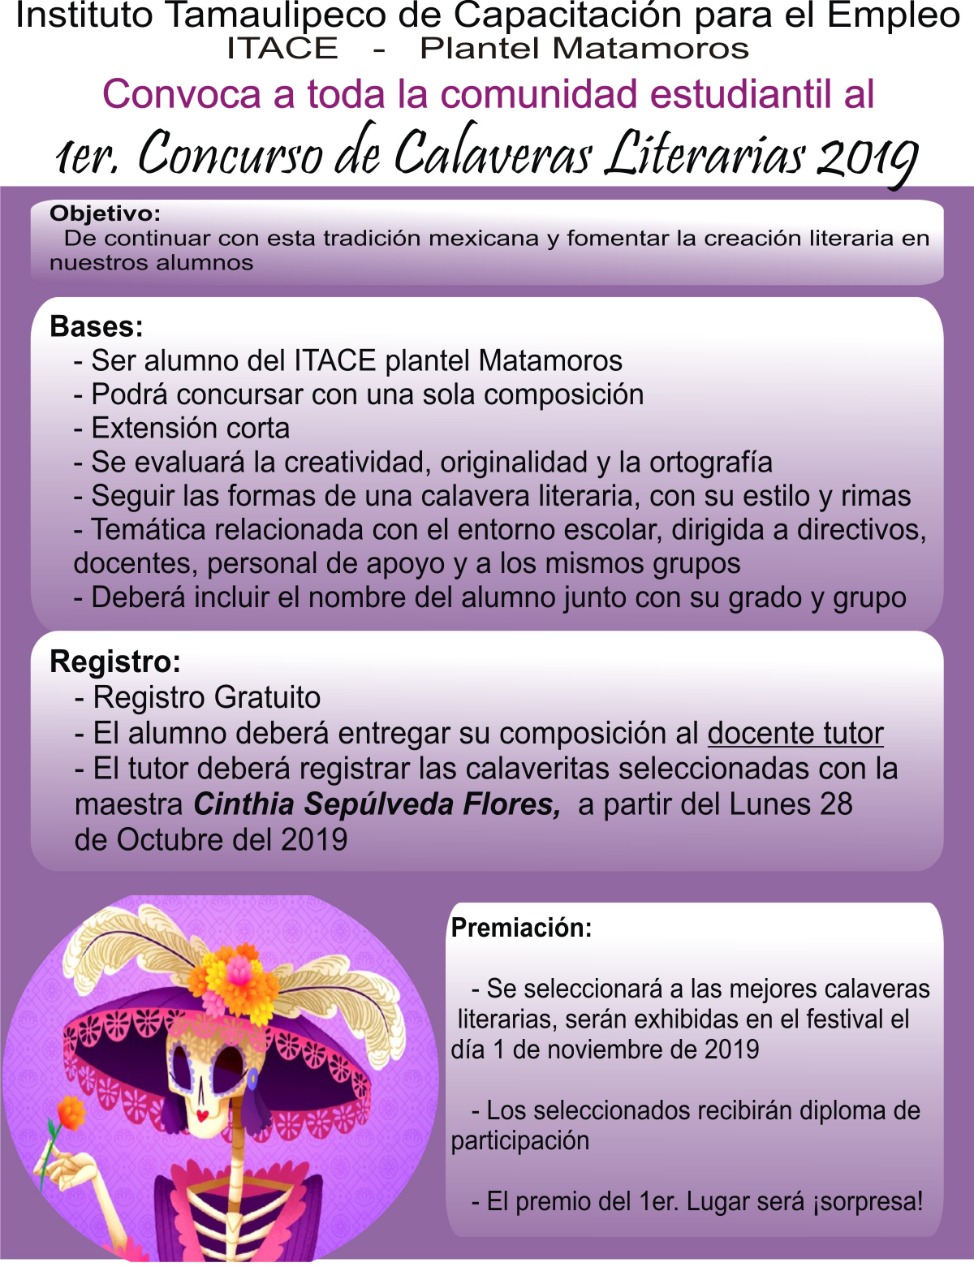 Instituto Tamaulipeco de Capacitación para el Empleo
ITACE - Plantel Matamoros
Convoca a toda la comunidad estudiantil al
1er. Concurso de Calaveras Literarias 2019
Objetivo:
De continuar con esta tradición mexicana y fomentar la creación literaria en
nuestros alumnos
Bases:
- Ser alumno del ITACE plantel Matamoros
- Podrá concursar con una sola composición
- Extensión corta
- Se evaluará la creatividad, originalidad y la ortografía
- Seguir las formas de una calavera literaria, con su estilo y rimas
- Temática relacionada con el entorno escolar, dirigida a directivos,
docentes, personal de apoyo y a los mismos grupos
- Deberá incluir el nombre del alumno junto con su grado y grupo
Registro:
- Registro Gratuito
- El alumno deberá entregar su composición al docente tutor
- El tutor deberá registrar las calaveritas seleccionadas con la
maestra Cinthia Sepúlveda Flores, a partir del Lunes 28
de Octubre del 2019
Premiación:
- Se seleccionará a las mejores calaveras
literarias, serán exhibidas en el festival el
día 1 de noviembre de 2019
- Los seleccionados recibirán diploma de
participación
- El premio del 1er. Lugar será ¡sorpresa!